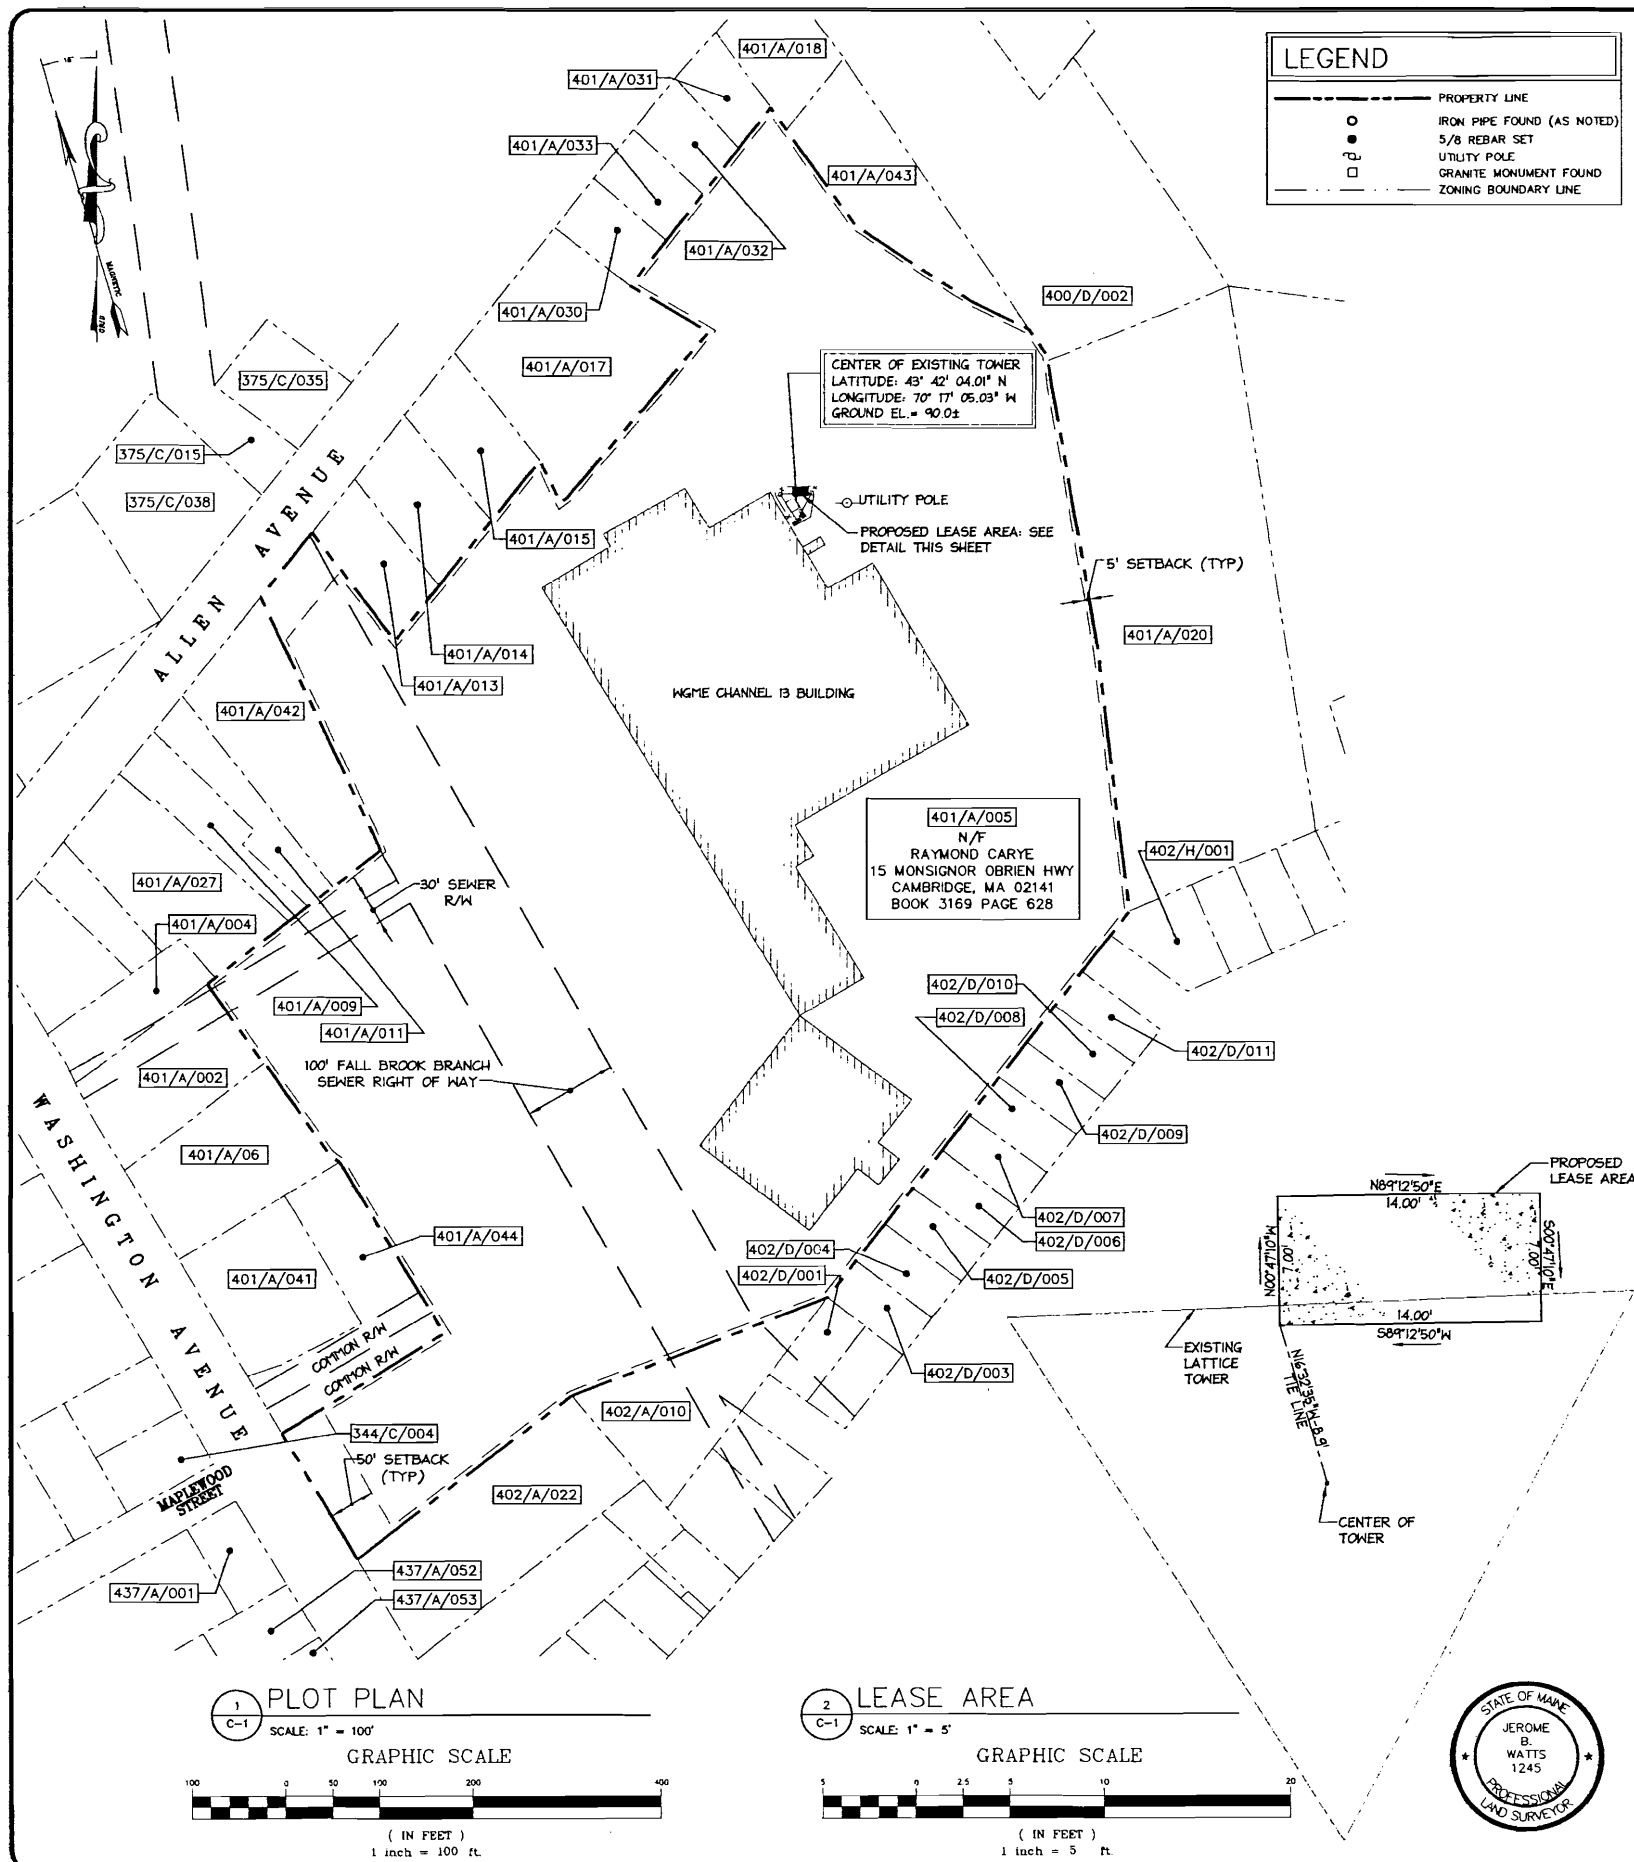 LEGEND
PROPERTY LINE
IRON PIPE FOUND (AS NOTED)
5/8 REBAR SET
UTILITY POLE
GRANITE MONUMENT FOUND
ZONING BOUNDARY LINE
MAGNETIC
401/A/018
401/A/031
401/A/033
401/A/043
401/A/032
400/D/002
401/A/030
401/A/017
375/C/035
CENTER OF EXISTING TOWER
LATITUDE: 43° 42' 04.01" N
LONGITUDE: 70° 17' 05.03" W
GROUND EL.= 90.0±
375/C/015
375/C/038
ALLEN AVENUE
UTILITY POLE
401/A/015
PROPOSED LEASE AREA: SEE
DETAIL THIS SHEET
5' SETBACK (TYP)
401/A/020
401/A/014
401/A/013
WGME CHANNEL 13 BUILDING
401/A/042
401/A/005
N/F
RAYMOND CARYE
15 MONSIGNOR OBRIEN HWY
CAMBRIDGE, MA 02141
BOOK 3169 PAGE 628
402/H/001
401/A/027
30' SEWER
R/W
401/A/004
401/A/009
401/A/011
402/D/010
402/D/008
402/D/011
100' FALL BROOK BRANCH
SEWER RIGHT OF WAY
401/A/002
402/D/009
401/A/06
WASHINGTON AVENUE
PROPOSED
LEASE AREA
N89°12'50"E
14.00'
N00°47'10"W
7.00'
S00°47'10"E
7.00'
14.00'
S89°12'50"W
402/D/007
402/D/006
401/A/044
402/D/004
402/D/005
402/D/001
401/A/041
COMMON R/W
COMMON R/W
EXISTING
LATTICE
TOWER
N16°32'35"W-8.9'
TIE LINE
402/D/003
402/A/010
344/C/004
50' SETBACK
(TYP)
MAPLEWOOD
STREET
402/A/022
CENTER OF
TOWER
437/A/052
437/A/001
437/A/053
1
C-1
PLOT PLAN
SCALE: 1" = 100'
GRAPHIC SCALE
100 0 50 100 200 400
( IN FEET )
1 inch = 100 ft.
2
C-1
LEASE AREA
SCALE: 1" = 5'
GRAPHIC SCALE
5 0 2.5 5 10 20
( IN FEET )
1 inch = 5 ft.
STATE OF MAINE
JEROME
B.
WATTS
1245
PROFESSIONAL
LAND SURVEYOR